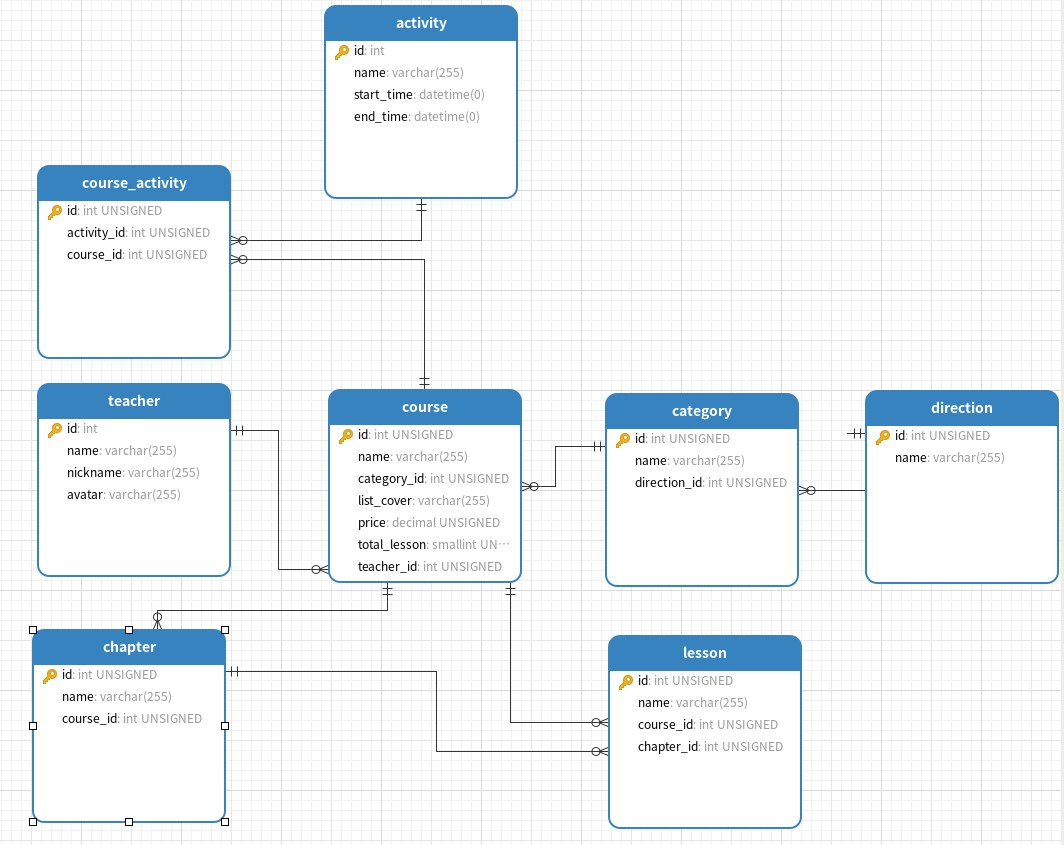 activity
id: int
name: varchar(255)
start_time: datetime(0)
end_time: datetime(0)
course_activity
id: int UNSIGNED
activity_id: int UNSIGNED
course_id: int UNSIGNED
teacher
id: int
name: varchar(255)
nickname: varchar(255)
avatar: varchar(255)
course
id: int UNSIGNED
name: varchar(255)
category_id: int UNSIGNED
list_cover: varchar(255)
price: decimal UNSIGNED
total_lesson: smallint UN···
teacher_id: int UNSIGNED
category
id: int UNSIGNED
name: varchar(255)
direction_id: int UNSIGNED
direction
id: int UNSIGNED
name: varchar(255)
chapter
id: int UNSIGNED
name: varchar(255)
course_id: int UNSIGNED
lesson
id: int UNSIGNED
name: varchar(255)
course_id: int UNSIGNED
chapter_id: int UNSIGNED